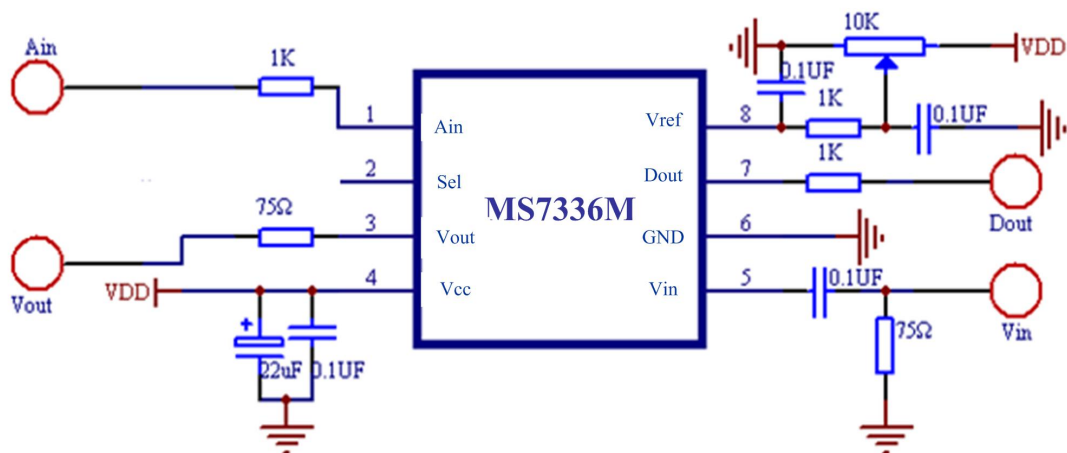 Ain
1K
10K
VDD
0.1UF
1K
0.1UF
1
Ain
Vref
8
1K
2
Sel
Dout
7
MS7336M
Dout
75Ω
3
Vout
GND
6
Vout
VDD
4
Vcc
Vin
5
0.1UF
Vin
+
22uF
0.1UF
75Ω